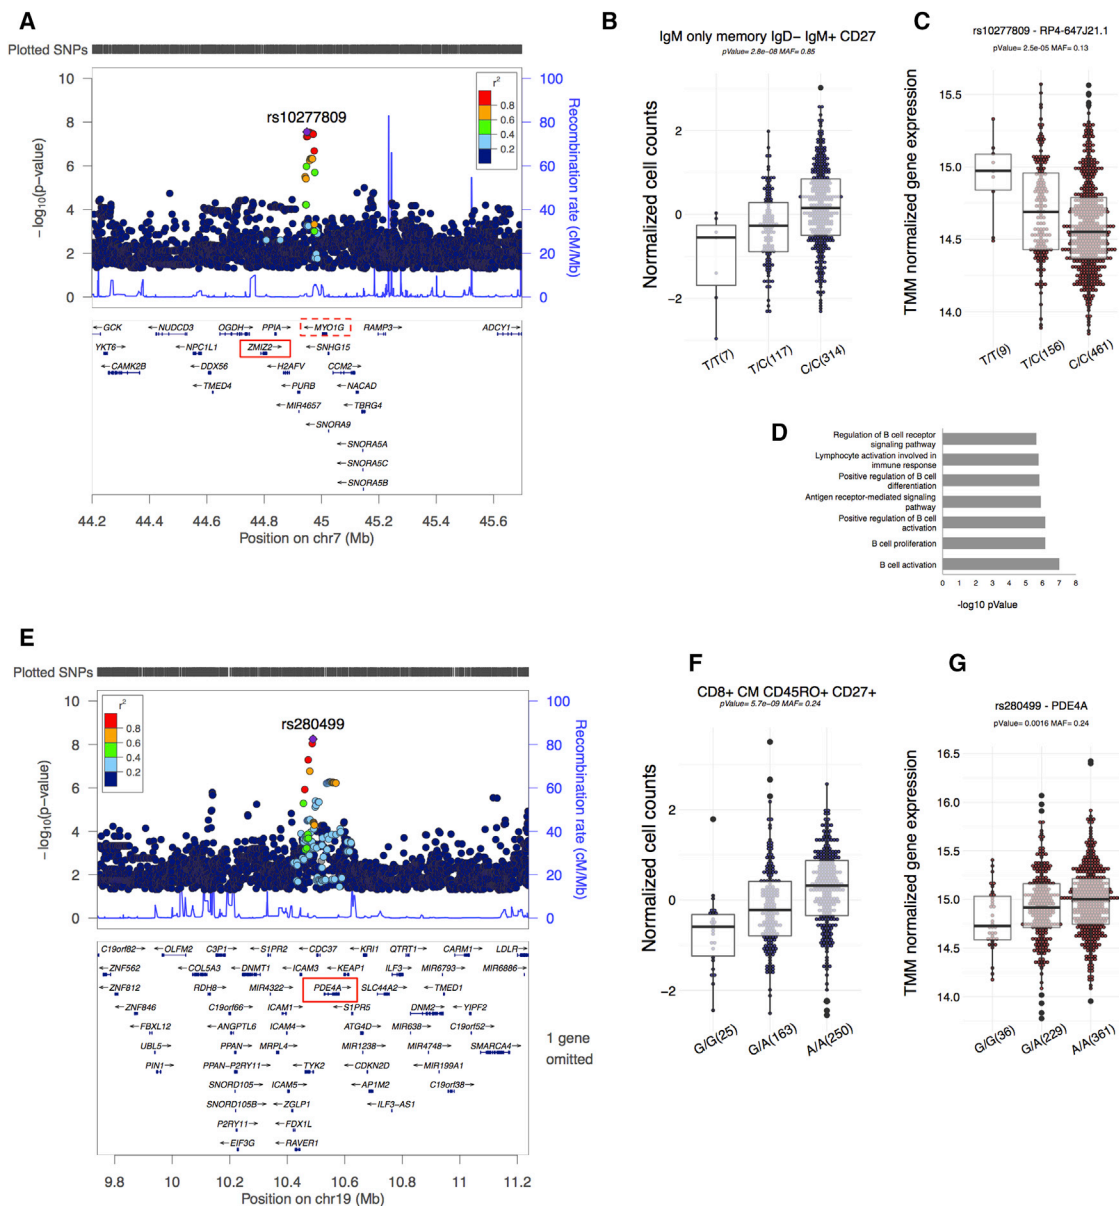 A
Plotted SNPs
10
8
6
4
2
0
−log10(p−value)
100
80
60
40
20
0
Recombination rate (cM/Mb)
r2
0.8
0.6
0.4
0.2
rs10277809
←GCK
←NUDCD3
OGDH→
PPIA→
←MYO1G
RAMP3→
ADCY1→
YKT6→
←NPC1L1
ZMIZ2→
←SNHG15
←CAMK2B
←DDX56
←H2AFV
CCM2→
←TMED4
←PURB
←NACAD
←MIR4657
←TBRG4
←SNORA9
←SNORA5A
←SNORA5C
←SNORA5B
44.2 44.4 44.6 44.8 45 45.2 45.4 45.6
Position on chr7 (Mb)
B
IgM only memory IgD− IgM+ CD27
pValue= 2.8e−08 MAF= 0.85
Normalized cell counts
2
0
−2
T/T(7)
T/C(117)
C/C(314)
C
rs10277809 - RP4-647J21.1
pValue= 2.5e-05 MAF= 0.13
TMM normalized gene expression
15.5
15.0
14.5
14.0
T/T(9)
T/C(156)
C/C(461)
D
Regulation of B cell receptor
signaling pathway
Lymphocyte activation involved in
immune response
Positive regulation of B cell
differentiation
Antigen receptor-mediated signaling
pathway
Positive regulation of B cell
activation
B cell proliferation
B cell activation
0 1 2 3 4 5 6 7 8
-log10 pValue
E
Plotted SNPs
10
8
6
4
2
0
−log10(p−value)
100
80
60
40
20
0
Recombination rate (cM/Mb)
r2
0.8
0.6
0.4
0.2
rs280499
C19orf82→
←OLFM2
C3P1→
←S1PR2
←CDC37
←KRI1
QTRT1→
CARM1→
LDLR→
←ZNF562
←COL5A3
←DNMT1
←ICAM3
←KEAP1
ILF3→
MIR6793→
MIR6886→
←ZNF812
RDH8→
MIR4322→
PDE4A→
SLC44A2→
←TMED1
←ZNF846
←C19orf66
ICAM1→
←S1PR5
DNM2→
←YIPF2
←FBXL12
←ANGPTL6
ICAM4→
ATG4D→
MIR638→
C19orf52→
UBL5→
←PPAN
MRPL4→
MIR1238→
MIR4748→
SMARCA4→
PIN1→
PPAN−P2RY11→
←TYK2
←CDKN2D
←MIR199A1
SNORD105→
ICAM5→
←AP1M2
←C19orf38
SNORD105B→
←ZGLP1
←ILF3−AS1
P2RY11→
←FDX1L
←EIF3G
←RAVER1
1 gene
omitted
9.8 10 10.2 10.4 10.6 10.8 11 11.2
Position on chr19 (Mb)
F
CD8+ CM CD45RO+ CD27+
pValue= 5.7e−09 MAF= 0.24
Normalized cell counts
2
0
−2
G/G(25)
G/A(163)
A/A(250)
G
rs280499 - PDE4A
pValue= 0.0016 MAF= 0.24
TMM normalized gene expression
16.5
16.0
15.5
15.0
14.5
14.0
G/G(36)
G/A(229)
A/A(361)